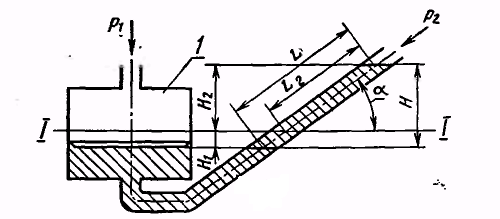 p₁
1
p₂
L
L₂
H₂
α
H
I
I
H₁